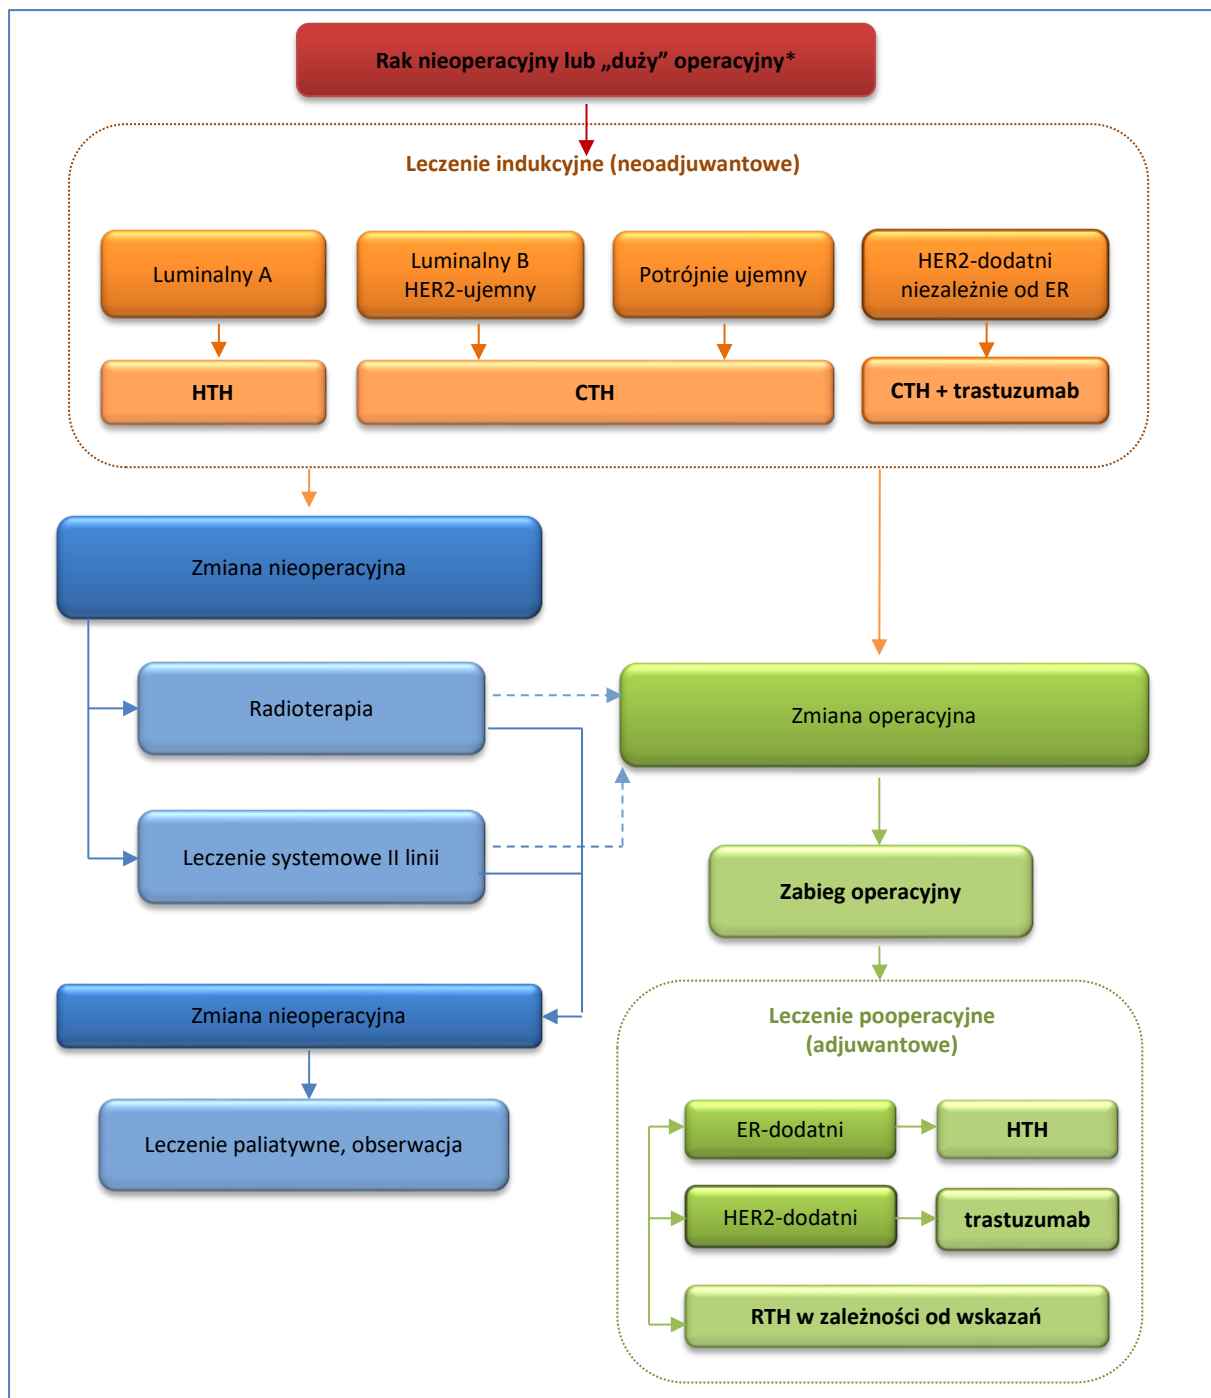 Rak nieoperacyjny lub „duży” operacyjny*
Leczenie indukcyjne (neoadjuwantowe)
Luminalny A
Luminalny B
HER2-ujemny
Potrójnie ujemny
HER2-dodatni
niezależnie od ER
HTH
CTH
CTH + trastuzumab
Zmiana nieoperacyjna
Radioterapia
Zmiana operacyjna
Leczenie systemowe II linii
Zabieg operacyjny
Zmiana nieoperacyjna
Leczenie paliatywne, obserwacja
Leczenie pooperacyjne
(adjuwantowe)
ER-dodatni
HTH
HER2-dodatni
trastuzumab
RTH w zależności od wskazań